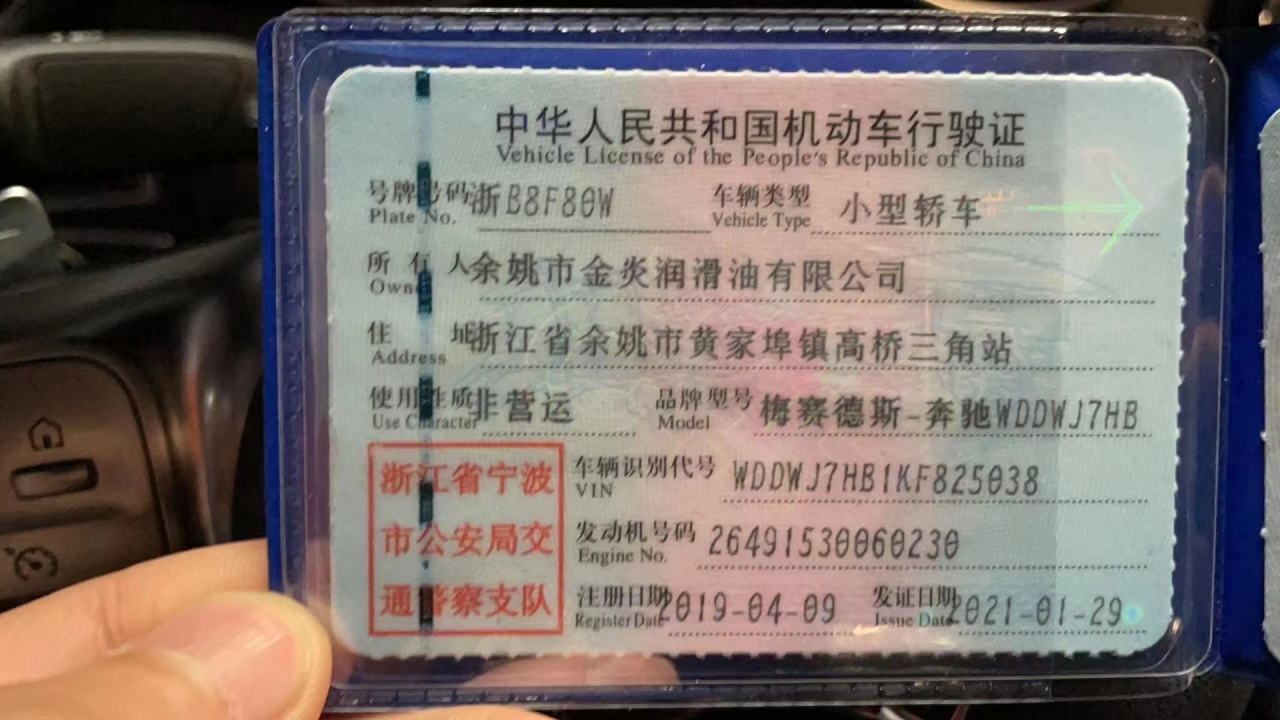 中华人民共和国机动车行驶证
Vehicle License of the People's Republic of China
号牌号码 浙B8F80W 车辆类型 小型轿车
Plate No. Vehicle Type
所有人 余姚市金炎润滑油有限公司
Owner
住址 浙江省余姚市黄家埠镇高桥三角站
Address
使用性质 非营运 品牌型号 梅赛德斯-奔驰WDDWJ7HB
Use Character Model
浙江省宁波
市公安局交
通警察支队
车辆识别代号 WDDWJ7HB1KF825038
VIN
发动机号码 26491530060230
Engine No.
注册日期 2019-04-09 发证日期 2021-01-29
Register Date Issue Date